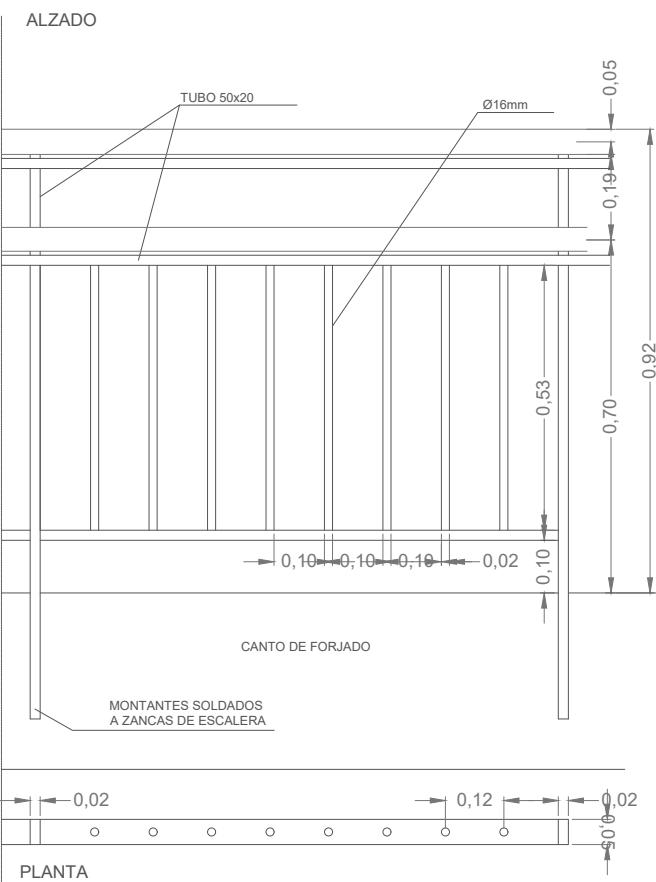 ALZADO
TUBO 50x20
Ø16mm
0,05
0,19
0.92
0,53
0,70
0,10
0,10
0,10
0,02
0,10
CANTO DE FORJADO
MONTANTES SOLDADOS
A ZANCAS DE ESCALERA
0,02
0,12
0,02
0,05
PLANTA